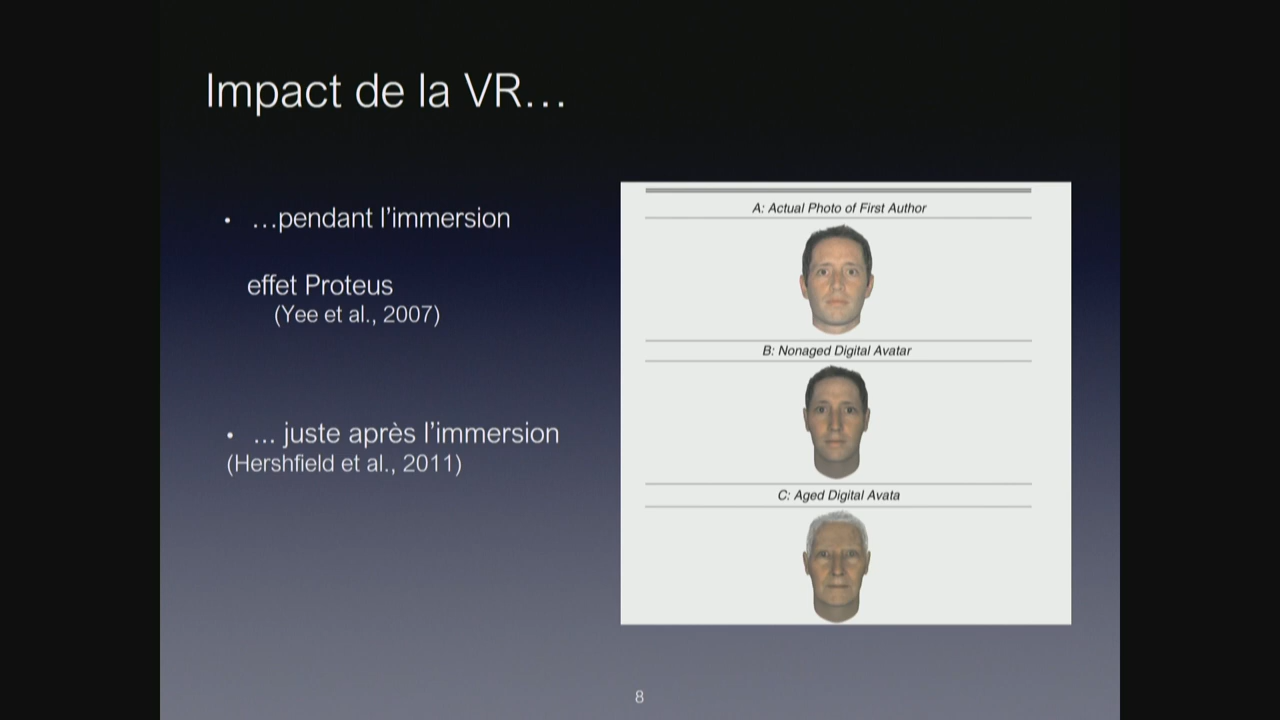 Impact de la VR…
• …pendant l’immersion
effet Proteus
(Yee et al., 2007)
• ... juste après l’immersion
(Hershfield et al., 2011)
A: Actual Photo of First Author
B: Nonaged Digital Avatar
C: Aged Digital Avata
8